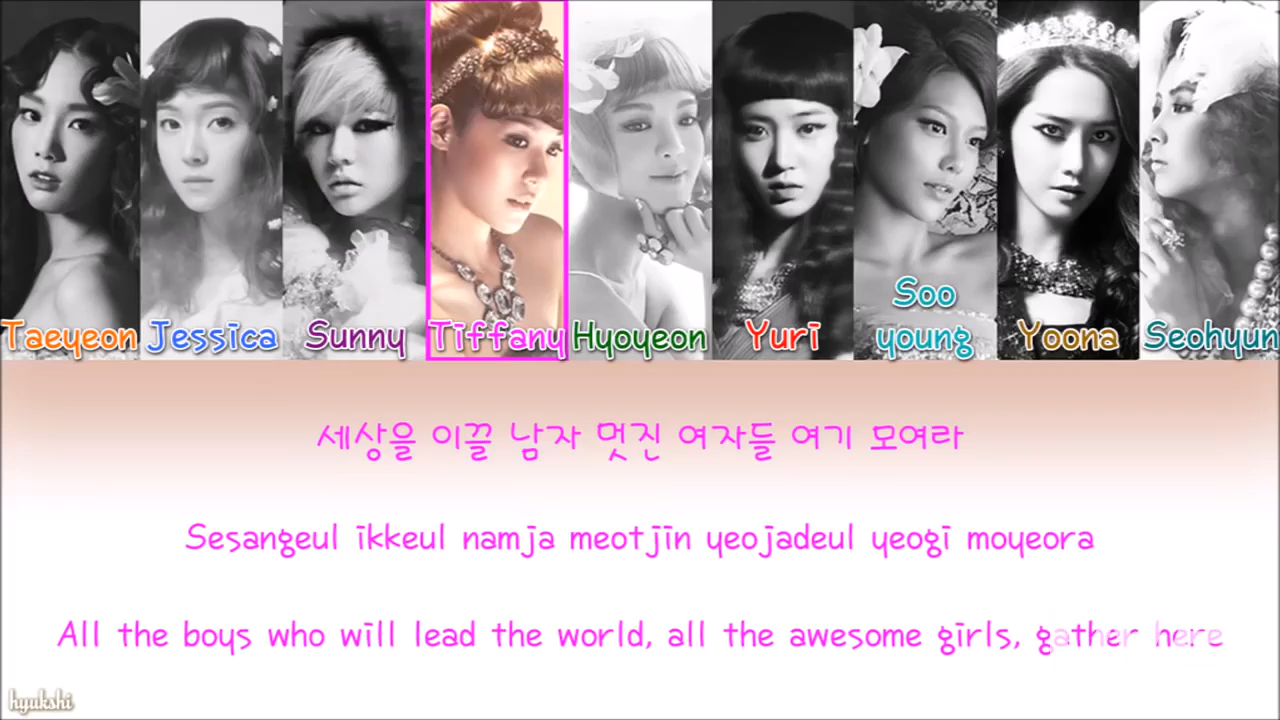 Taeyeon Jessica Sunny Tiffany Hyoyeon Yuri Soo young Yoona Seohyun
세상을 이끌 남자 멋진 여자들 여기 모여라
Sesangeul ikkeul namja meotjin yeojadeul yeogi moyeora
All the boys who will lead the world, all the awesome girls, gather here
hyukshi